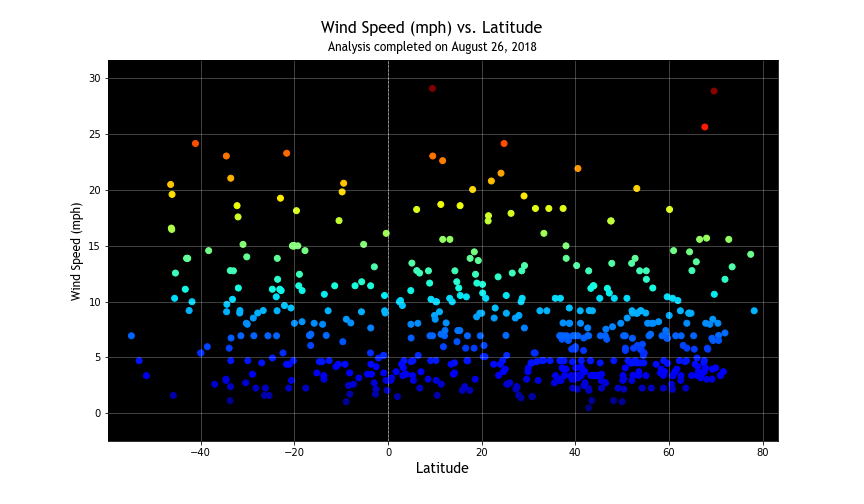 Wind Speed (mph) vs. Latitude
Analysis completed on August 26, 2018
Wind Speed (mph)
30
25
20
15
10
5
0
−40 −20 0 20 40 60 80
Latitude